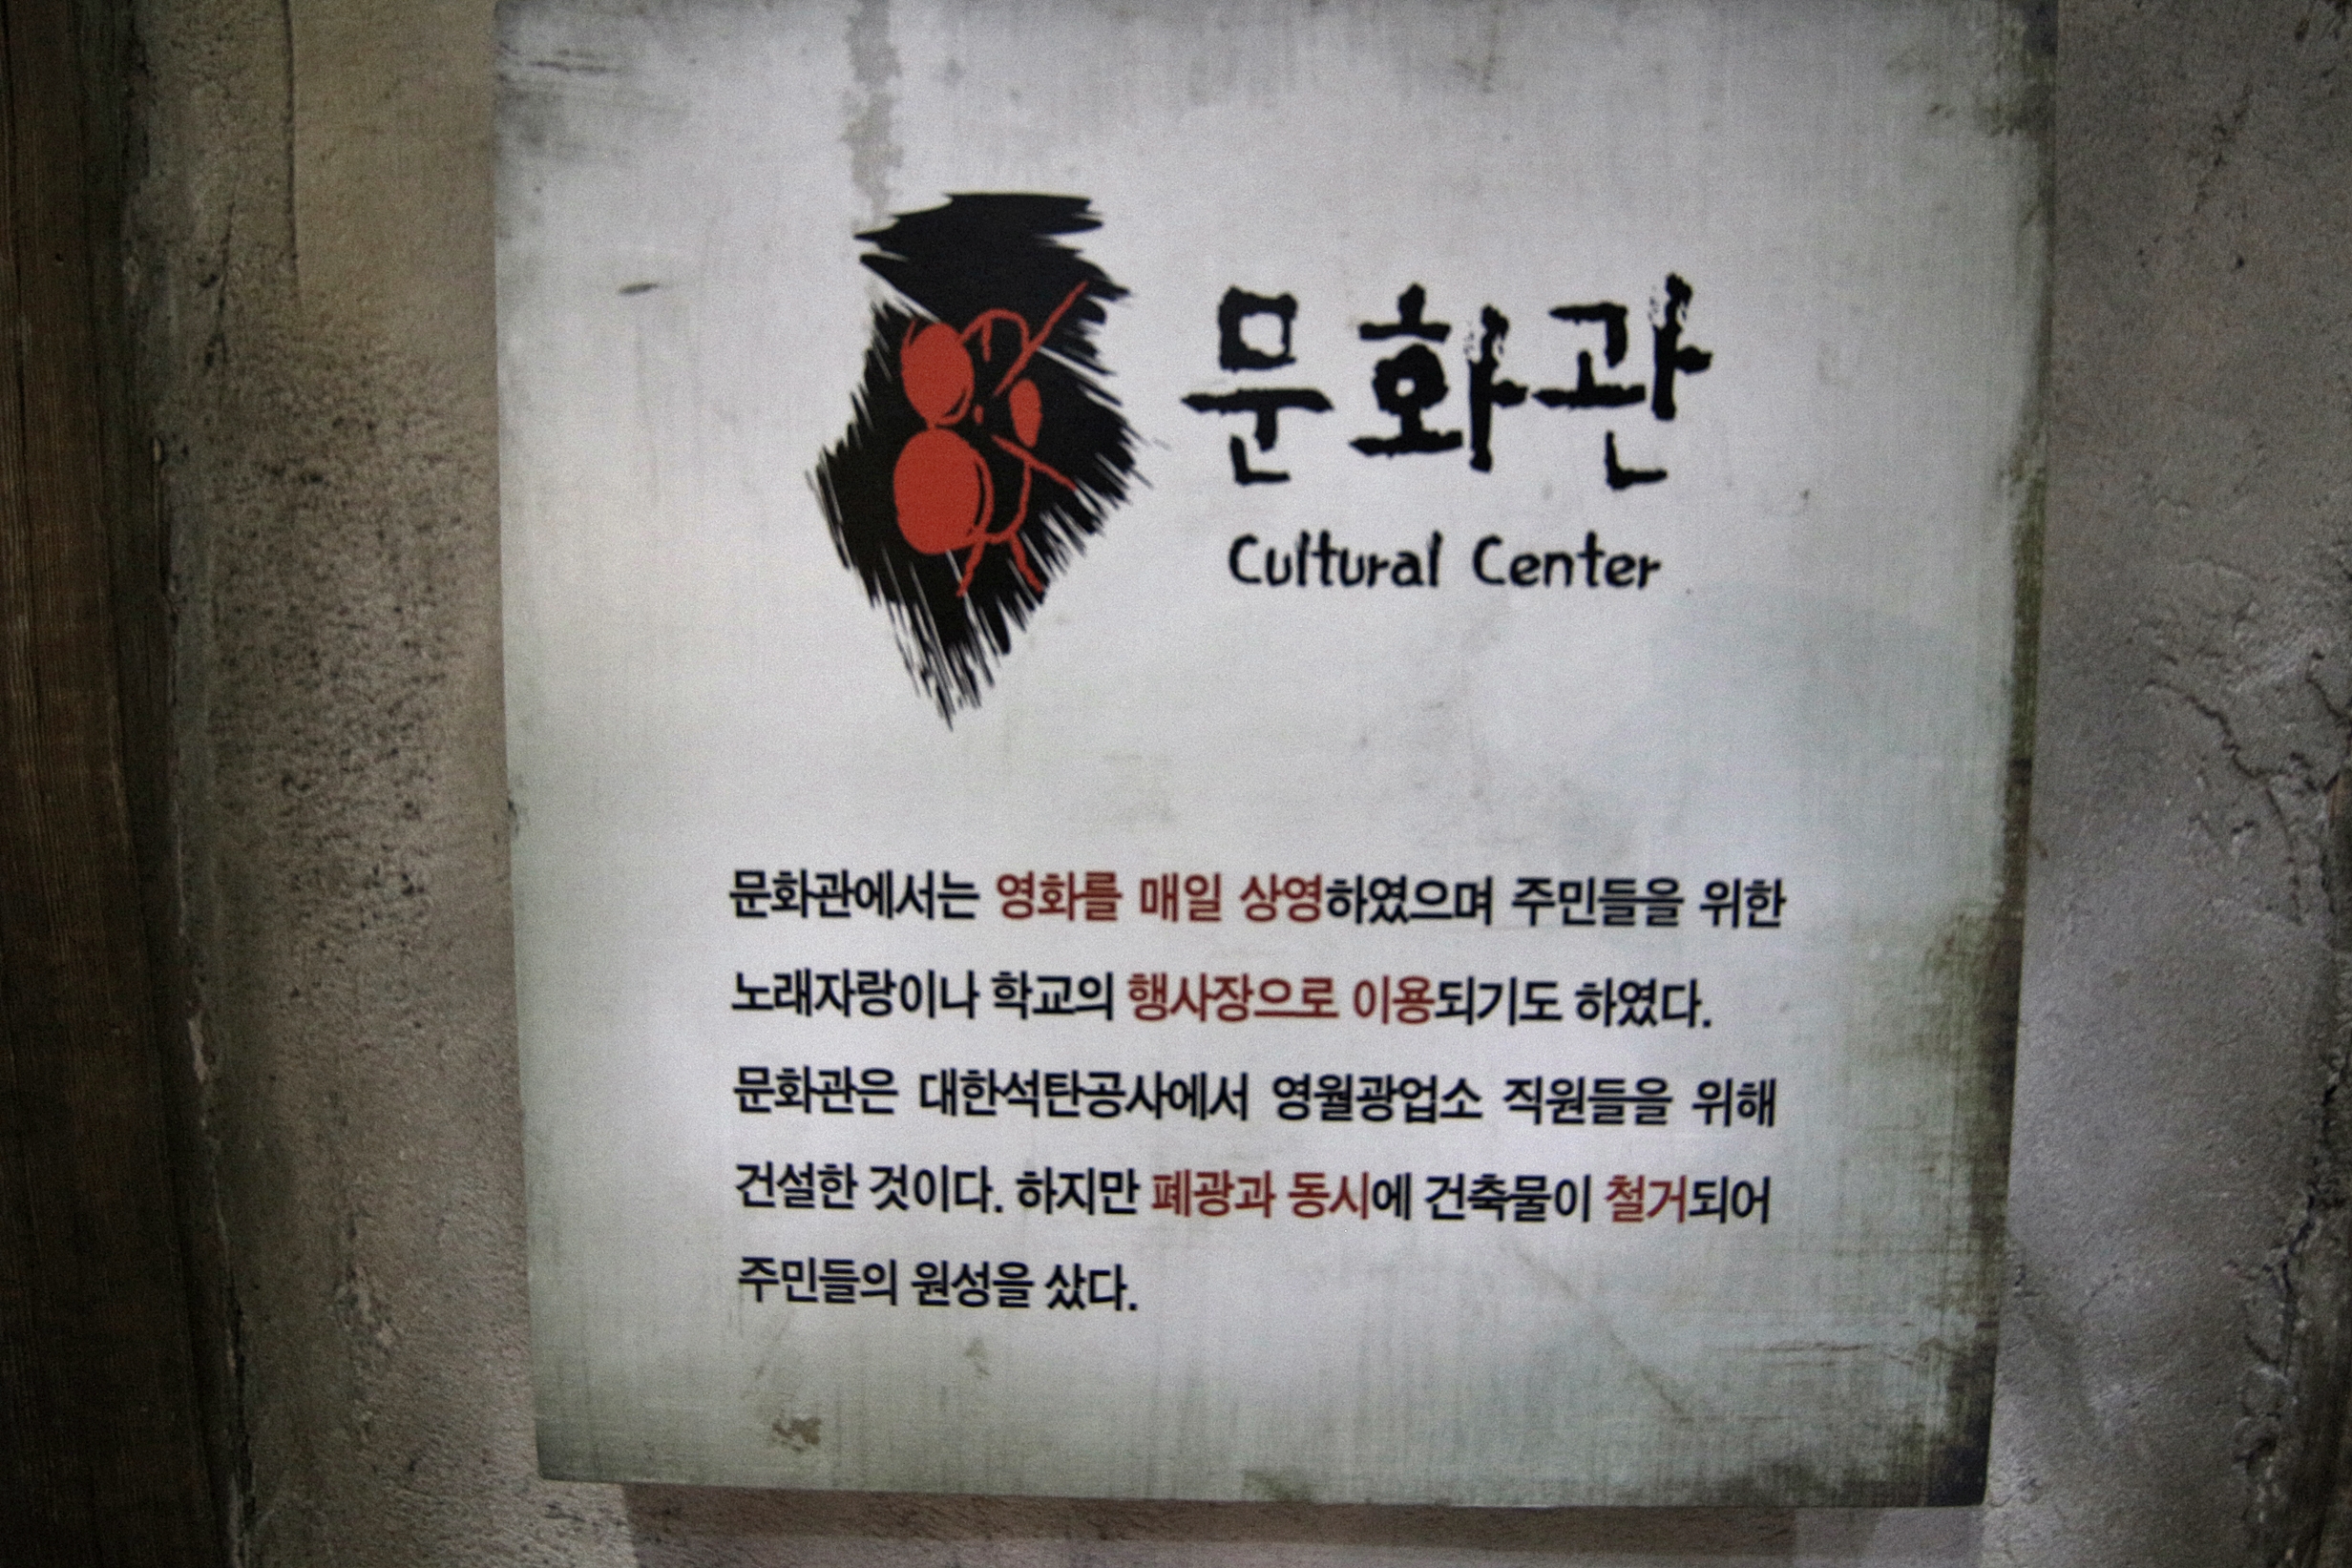 문화관
Cultural Center
문화관에서는 영화를 매일 상영하였으며 주민들을 위한
노래자랑이나 학교의 행사장으로 이용되기도 하였다.
문화관은 대한석탄공사에서 영월광업소 직원들을 위해
건설한 것이다. 하지만 폐광과 동시에 건축물이 철거되어
주민들의 원성을 샀다.